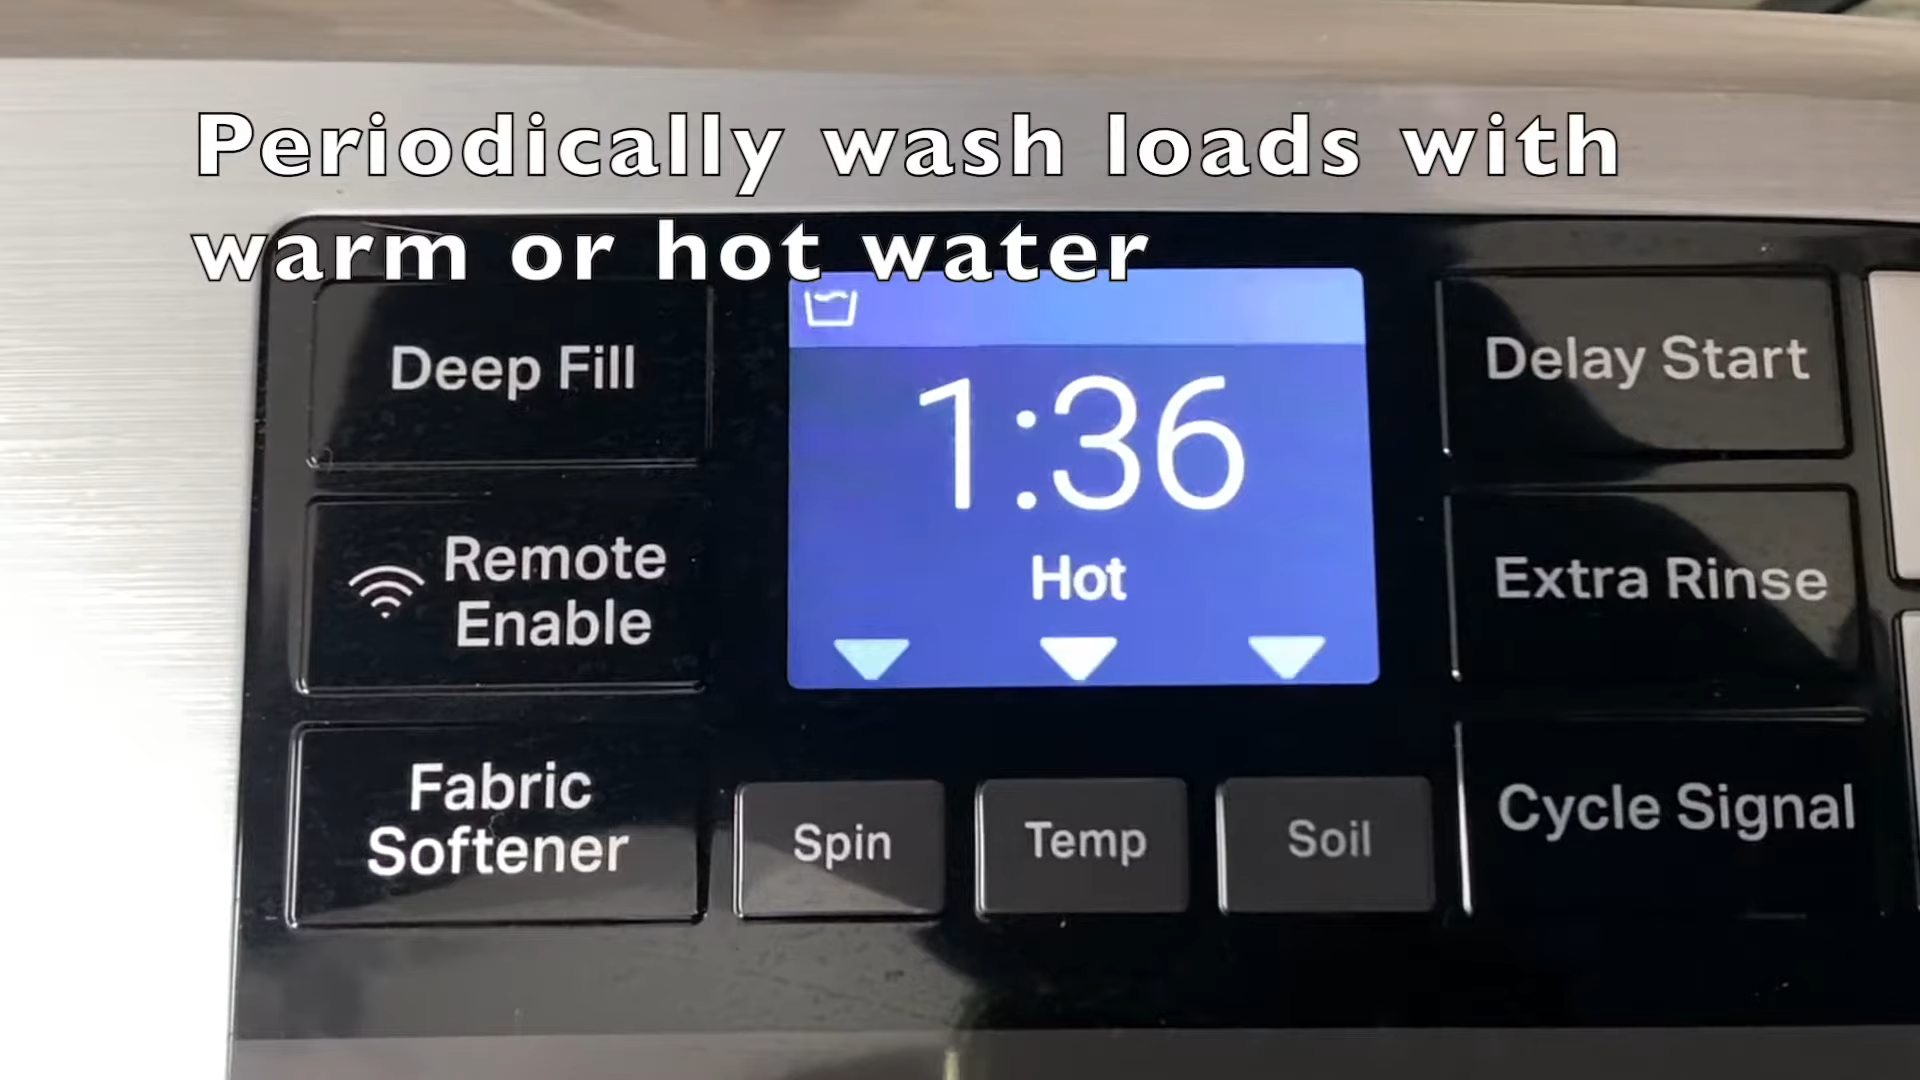 Periodically wash loads with
warm or hot water
Deep Fill
1:36
Hot
Delay Start
Remote
Enable
Extra Rinse
Fabric
Softener
Spin
Temp
Soil
Cycle Signal